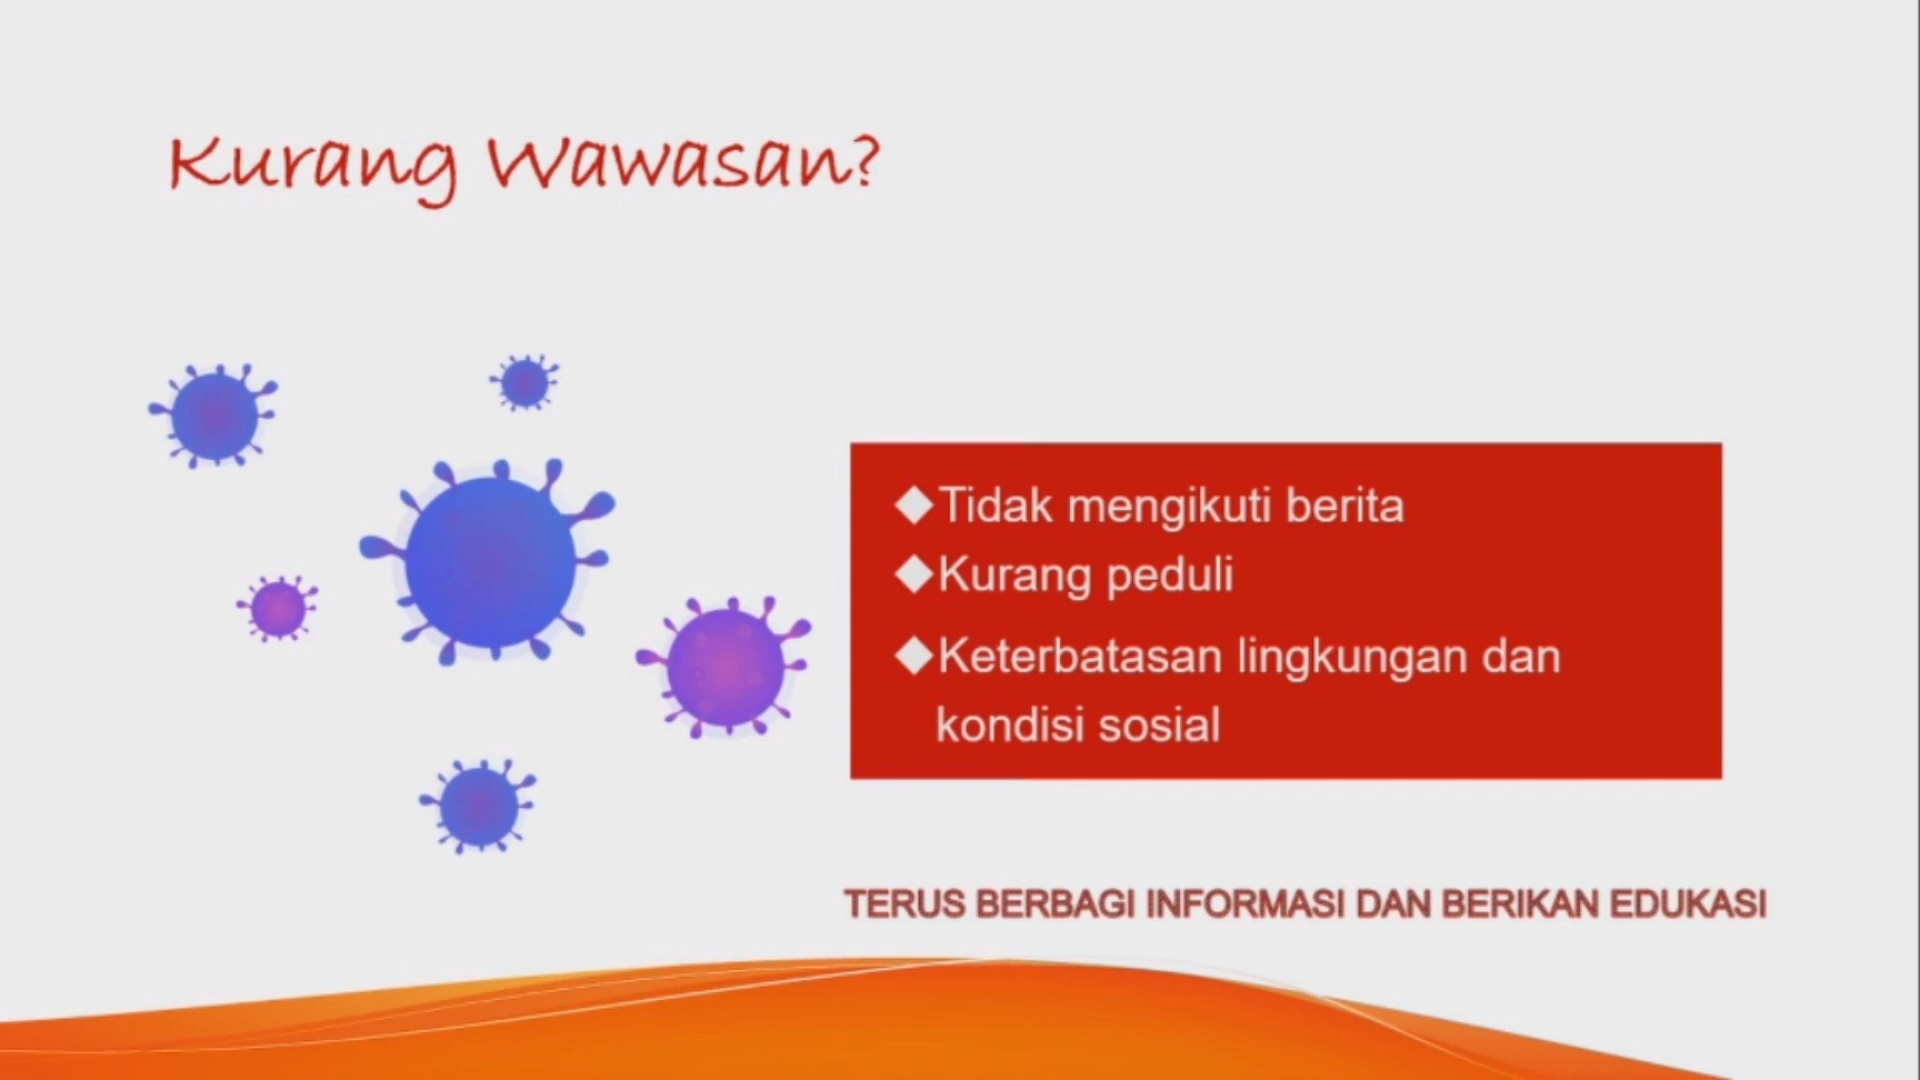 Kurang Wawasan?
◆Tidak mengikuti berita
◆Kurang peduli
◆Keterbatasan lingkungan dan
kondisi sosial
TERUS BERBAGI INFORMASI DAN BERIKAN EDUKASI